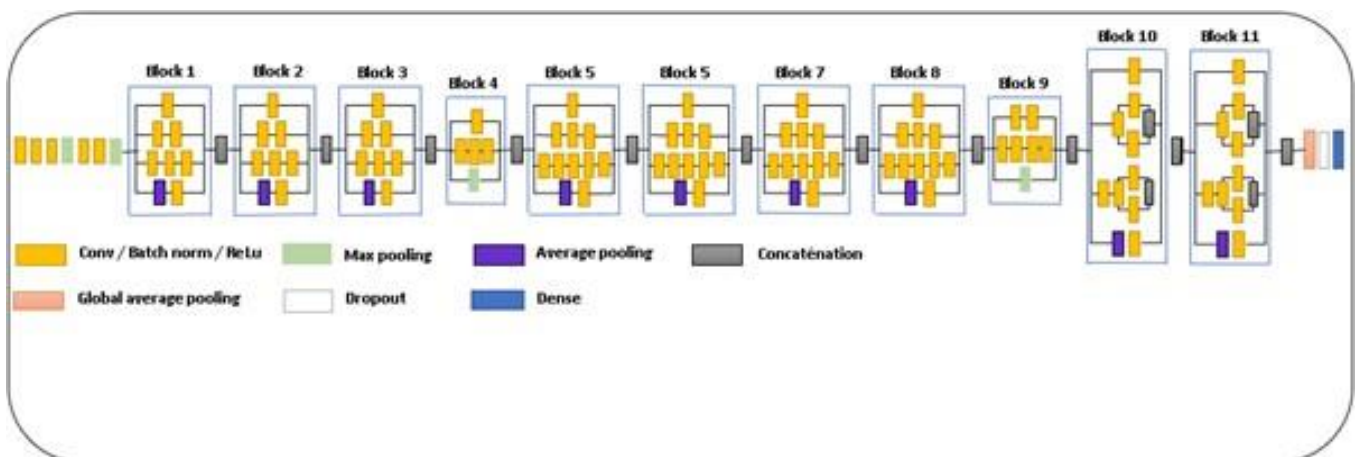 Block 1
Block 2
Block 3
Block 4
Block 5
Block 5
Block 7
Block 8
Block 9
Block 10
Block 11
Conv / Batch norm / ReLu
Max pooling
Average pooling
Concaténation
Global average pooling
Dropout
Dense